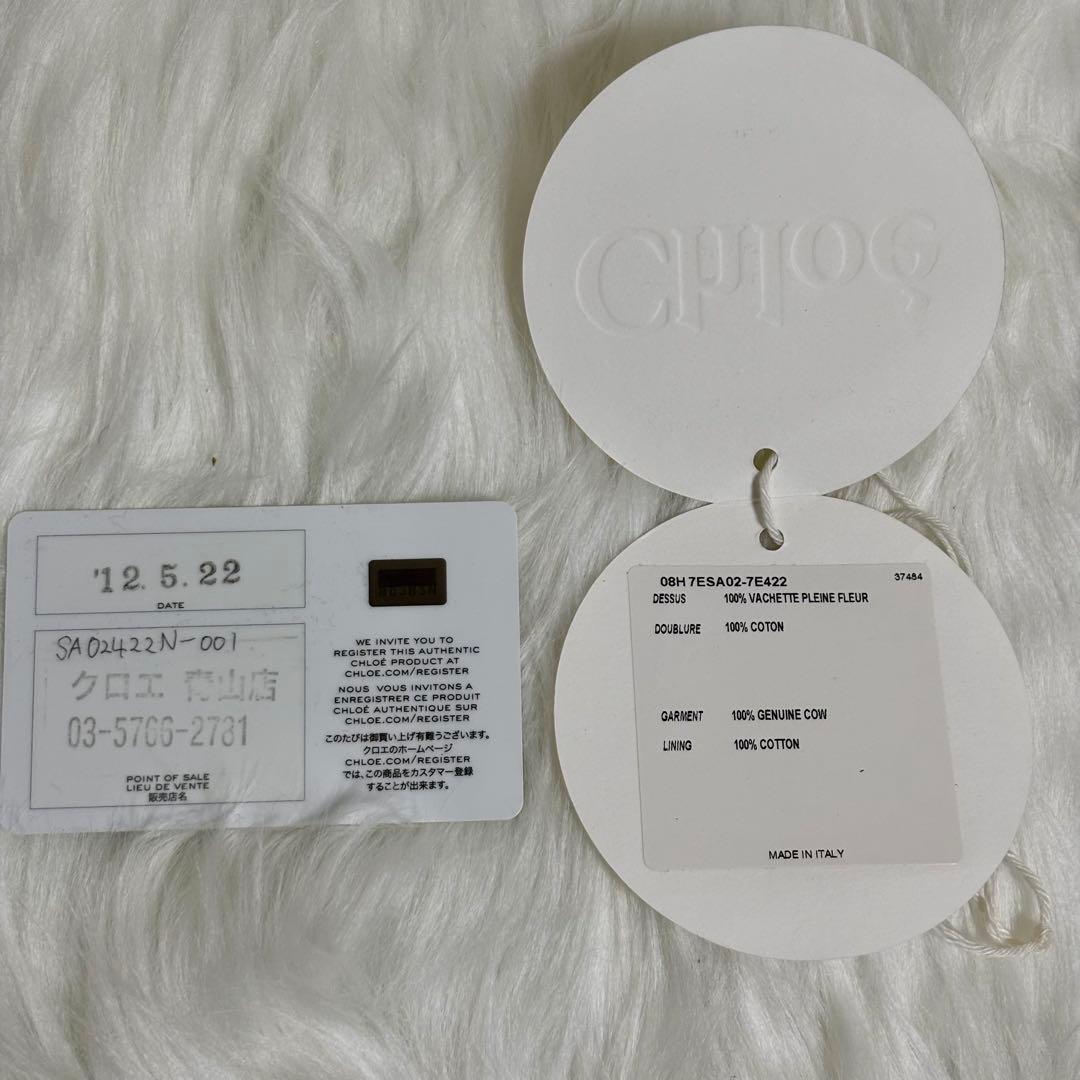 Chloé
'12. 5. 22
DATE
SA02422N-001
クロエ 青山店
03-5766-2781
POINT OF SALE
LIEU DE VENTE
販売店名
WE INVITE YOU TO
REGISTER THIS AUTHENTIC
CHLOÉ PRODUCT AT
CHLOE.COM/REGISTER
NOUS VOUS INVITONS A
ENREGISTRER CE PRODUIT
CHLOÉ AUTHENTIQUE SUR
CHLOE.COM/REGISTER
このたびは御買い上げ有難うございます。
クロエのホームページ
CHLOE.COM/REGISTER
では、この商品をカスタマー登録
することが出来ます。
08H 7ESA02-7E422 37484
DESSUS 100% VACHETTE PLEINE FLEUR
DOUBLURE 100% COTON
GARMENT 100% GENUINE COW
LINING 100% COTTON
MADE IN ITALY